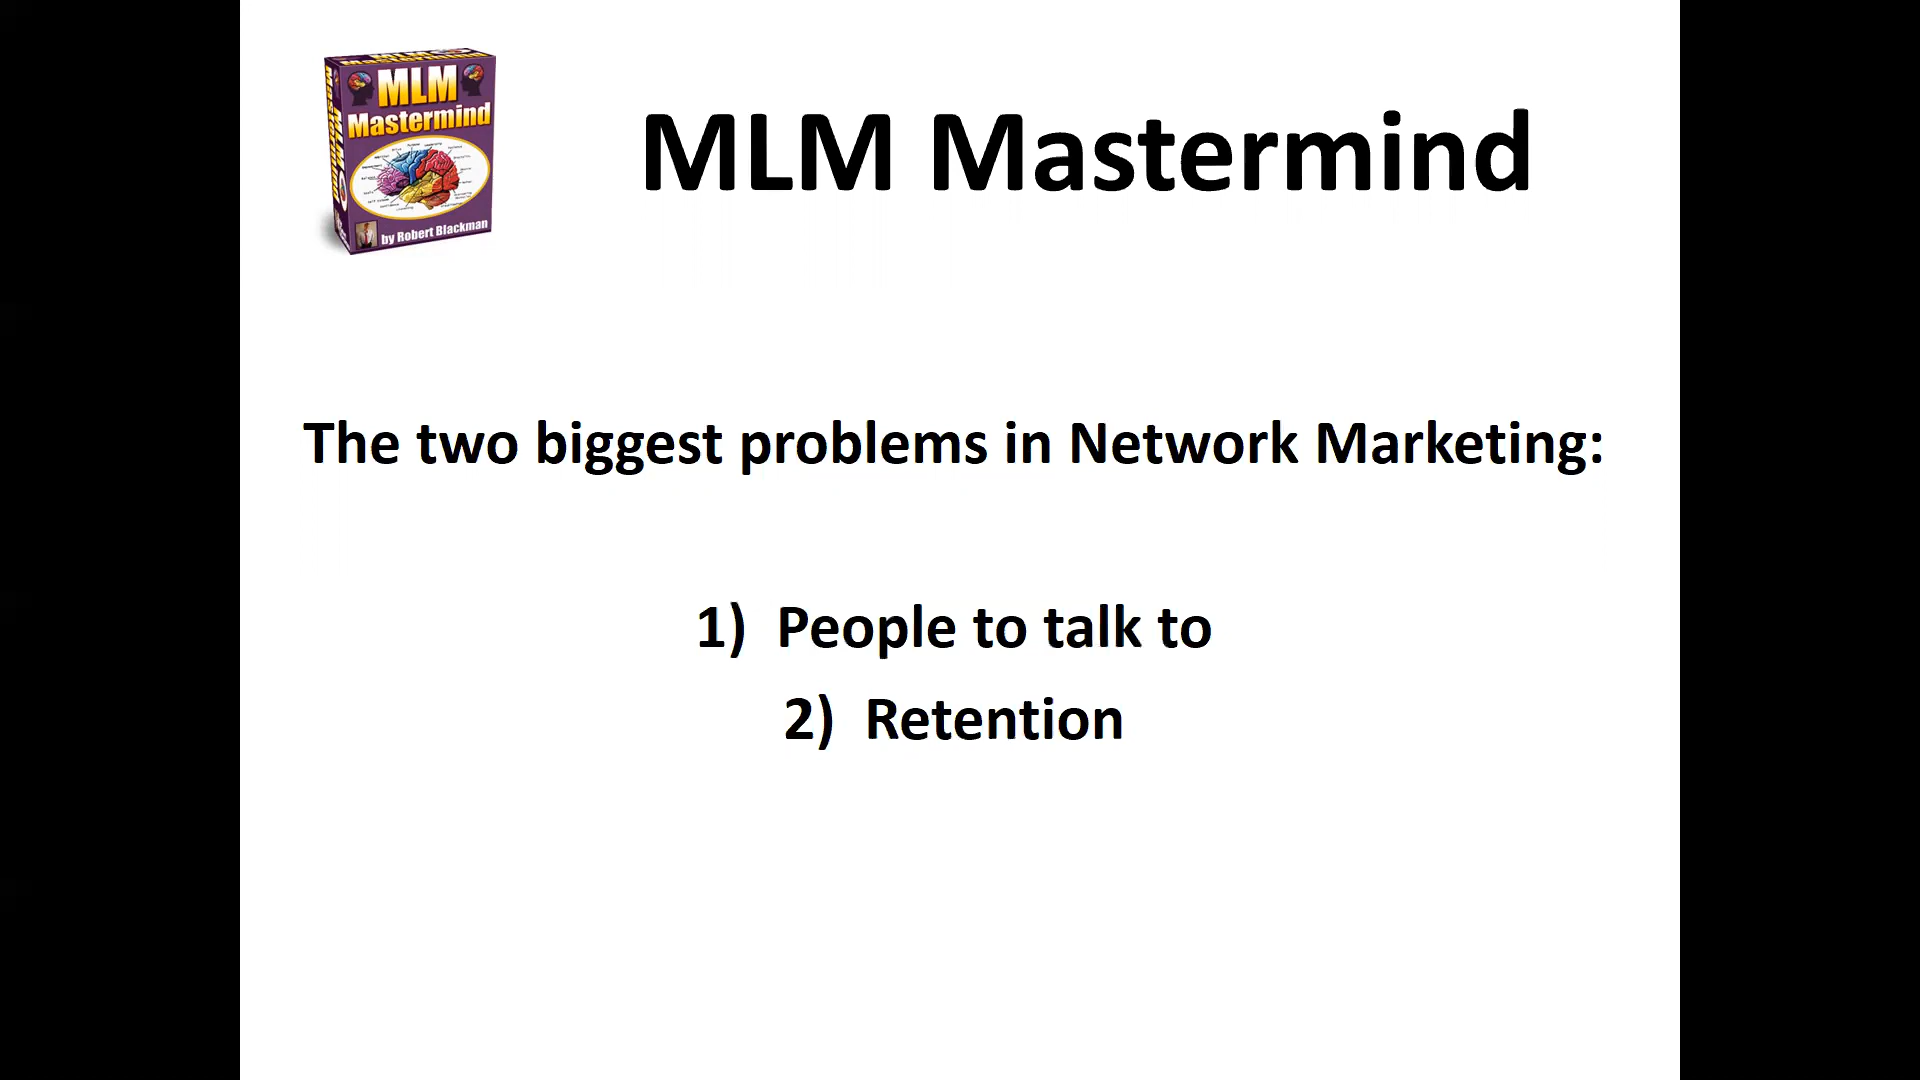 MLM
Mastermind
by Robert Blackman
MLM Mastermind
The two biggest problems in Network Marketing:
1) People to talk to
2) Retention